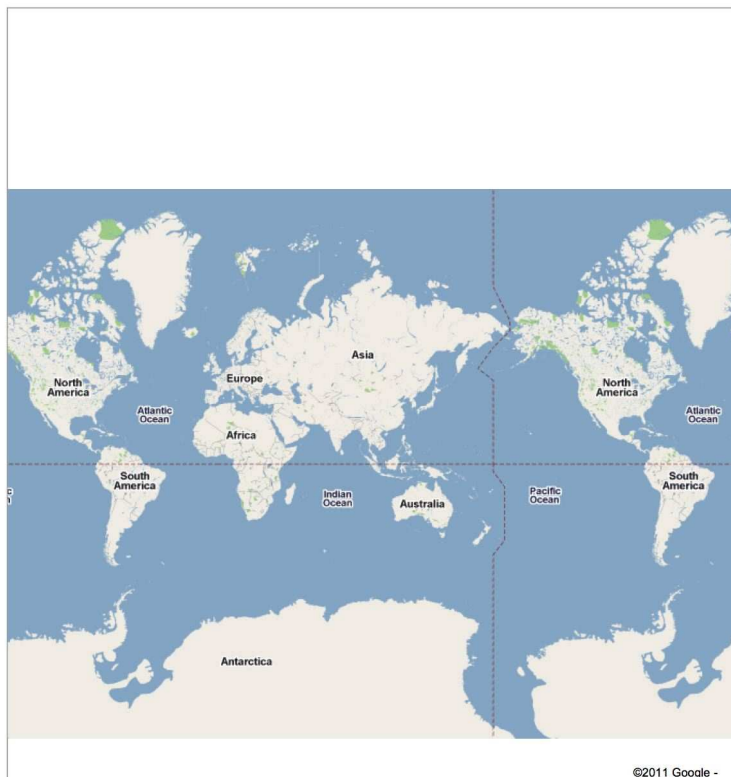 Asia
Europe
North
America
North
America
Atlantic
Ocean
Atlantic
Ocean
Africa
South
America
South
America
Indian
Ocean
Australia
Pacific
Ocean
Antarctica
©2011 Google -